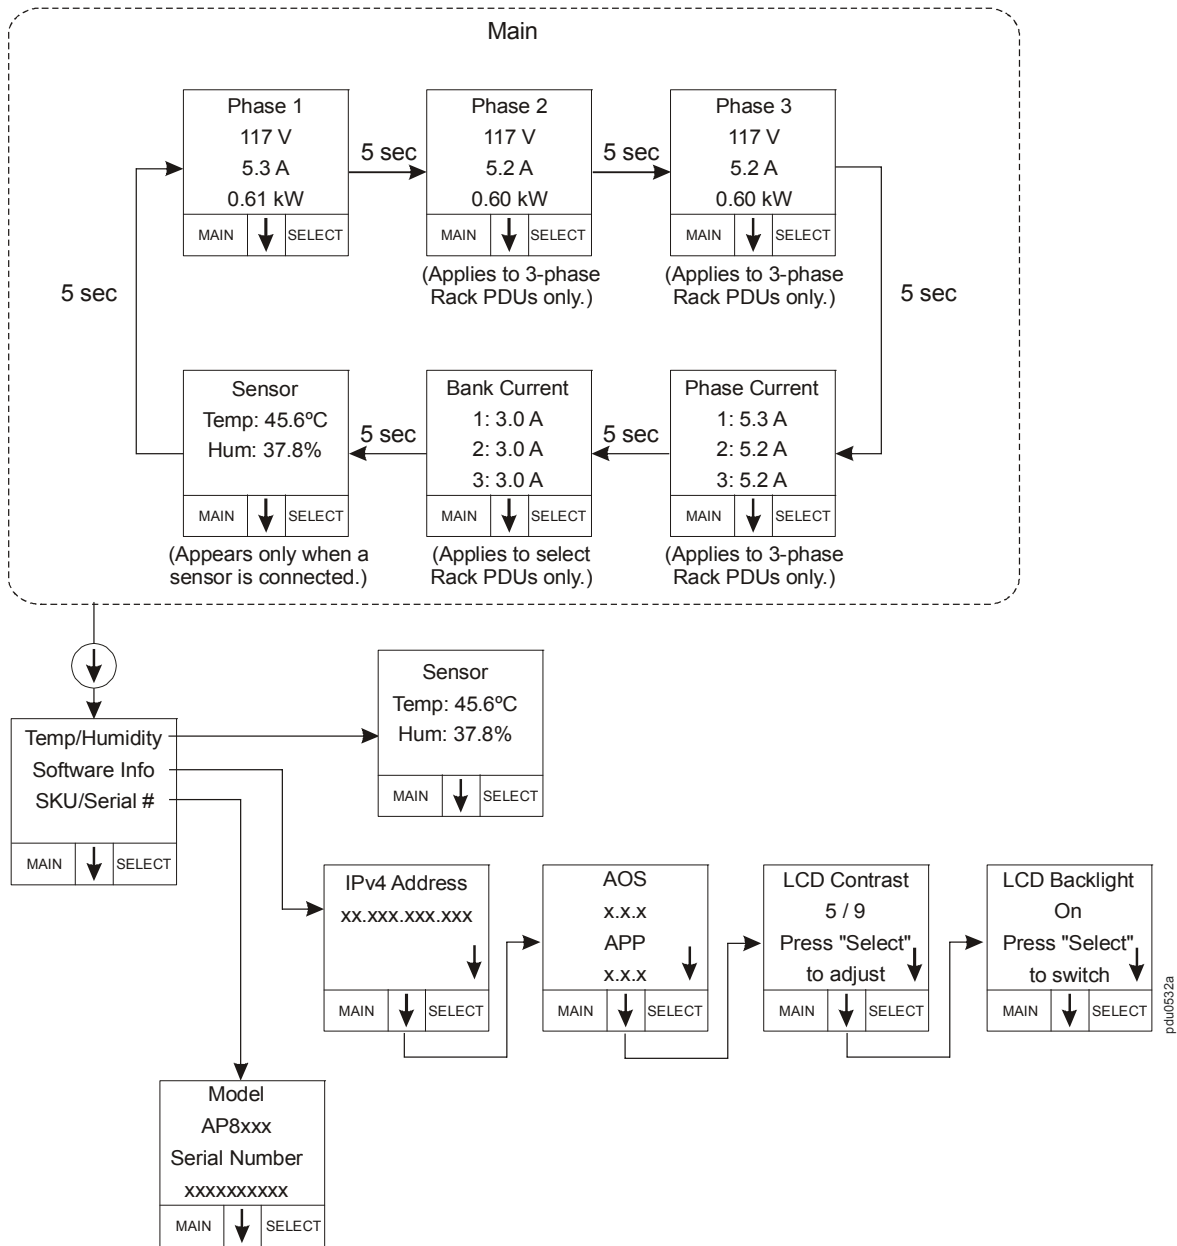 Main
Phase 1
117 V
5.3 A
0.61 kW
MAIN SELECT
5 sec
Phase 2
117 V
5.2 A
0.60 kW
MAIN SELECT
(Applies to 3-phase
Rack PDUs only.)
5 sec
Phase 3
117 V
5.2 A
0.60 kW
MAIN SELECT
(Applies to 3-phase
Rack PDUs only.)
5 sec
5 sec
Sensor
Temp: 45.6ºC
Hum: 37.8%
MAIN SELECT
(Appears only when a
sensor is connected.)
5 sec
Bank Current
1: 3.0 A
2: 3.0 A
3: 3.0 A
MAIN SELECT
(Applies to select
Rack PDUs only.)
5 sec
Phase Current
1: 5.3 A
2: 5.2 A
3: 5.2 A
MAIN SELECT
(Applies to 3-phase
Rack PDUs only.)
Temp/Humidity
Software Info
SKU/Serial #
MAIN SELECT
Sensor
Temp: 45.6ºC
Hum: 37.8%
MAIN SELECT
IPv4 Address
xx.xxx.xxx.xxx
MAIN SELECT
AOS
x.x.x
APP
x.x.x
MAIN SELECT
LCD Contrast
5 / 9
Press "Select"
to adjust
MAIN SELECT
LCD Backlight
On
Press "Select"
to switch
MAIN SELECT
pdu0532a
Model
AP8xxx
Serial Number
xxxxxxxxxx
MAIN SELECT